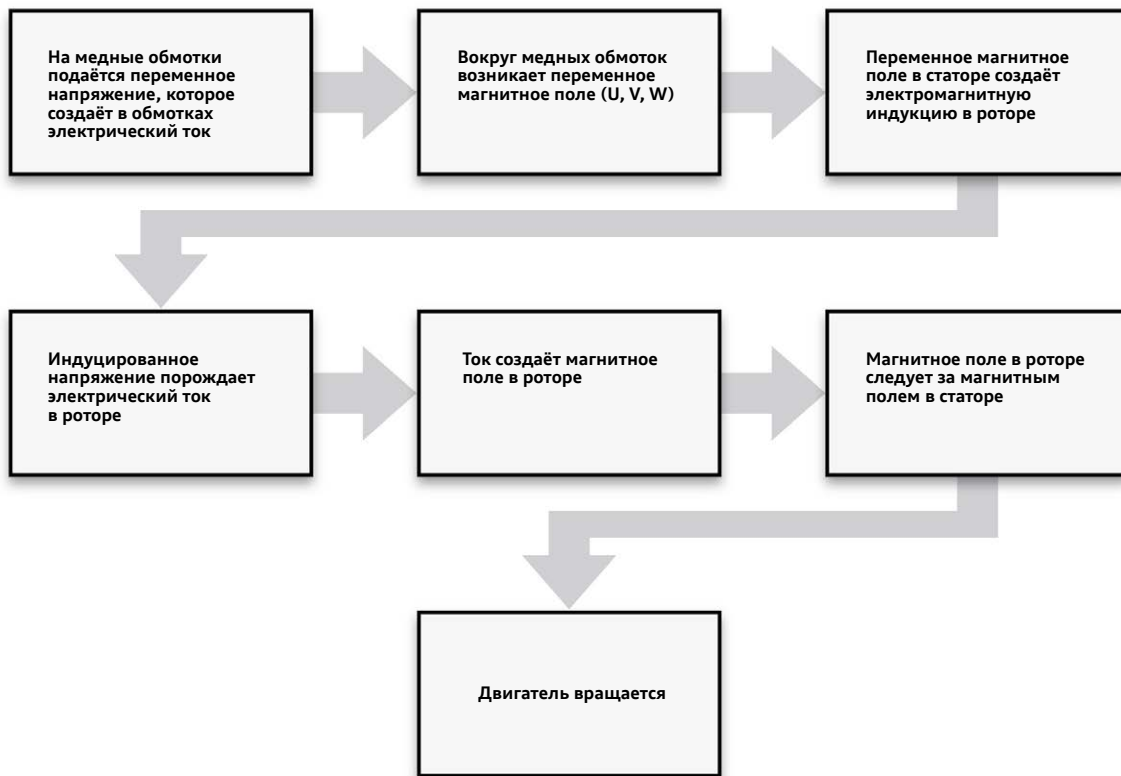 На медные обмотки
подаётся переменное
напряжение, которое
создаёт в обмотках
электрический ток
Вокруг медных обмоток
возникает переменное
магнитное поле (U, V, W)
Переменное магнитное
поле в статоре создаёт
электромагнитную
индукцию в роторе
Индуцированное
напряжение порождает
электрический ток
в роторе
Ток создаёт магнитное
поле в роторе
Магнитное поле в роторе
следует за магнитным
полем в статоре
Двигатель вращается